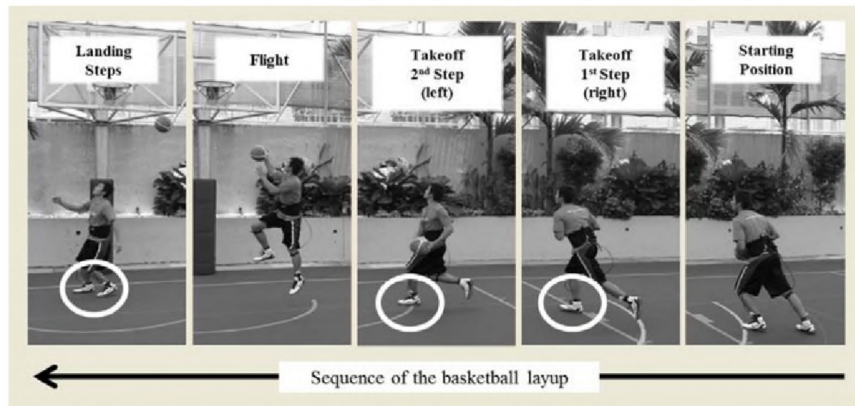 Landing
Steps
Flight
Takeoff
2nd Step
(left)
Takeoff
1st Step
(right)
Starting
Position
Sequence of the basketball layup